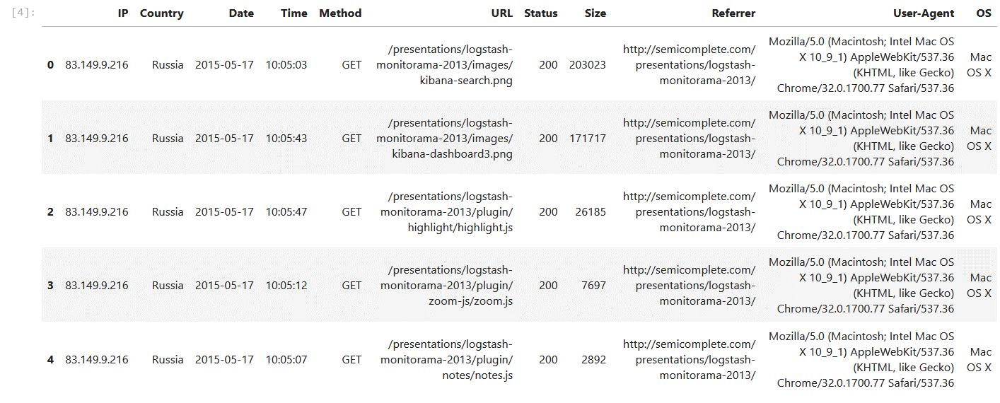 [4]:
IP Country Date Time Method URL Status Size Referrer User-Agent OS
0 83.149.9.216 Russia 2015-05-17 10:05:03 GET /presentations/logstash-monitorama-2013/images/kibana-search.png 200 203023 http://semicomplete.com/presentations/logstash-monitorama-2013/ Mozilla/5.0 (Macintosh; Intel Mac OS X 10_9_1) AppleWebKit/537.36 (KHTML, like Gecko) Chrome/32.0.1700.77 Safari/537.36 Mac OS X
1 83.149.9.216 Russia 2015-05-17 10:05:43 GET /presentations/logstash-monitorama-2013/images/kibana-dashboard3.png 200 171717 http://semicomplete.com/presentations/logstash-monitorama-2013/ Mozilla/5.0 (Macintosh; Intel Mac OS X 10_9_1) AppleWebKit/537.36 (KHTML, like Gecko) Chrome/32.0.1700.77 Safari/537.36 Mac OS X
2 83.149.9.216 Russia 2015-05-17 10:05:47 GET /presentations/logstash-monitorama-2013/plugin/highlight/highlight.js 200 26185 http://semicomplete.com/presentations/logstash-monitorama-2013/ Mozilla/5.0 (Macintosh; Intel Mac OS X 10_9_1) AppleWebKit/537.36 (KHTML, like Gecko) Chrome/32.0.1700.77 Safari/537.36 Mac OS X
3 83.149.9.216 Russia 2015-05-17 10:05:12 GET /presentations/logstash-monitorama-2013/plugin/zoom-js/zoom.js 200 7697 http://semicomplete.com/presentations/logstash-monitorama-2013/ Mozilla/5.0 (Macintosh; Intel Mac OS X 10_9_1) AppleWebKit/537.36 (KHTML, like Gecko) Chrome/32.0.1700.77 Safari/537.36 Mac OS X
4 83.149.9.216 Russia 2015-05-17 10:05:07 GET /presentations/logstash-monitorama-2013/plugin/notes/notes.js 200 2892 http://semicomplete.com/presentations/logstash-monitorama-2013/ Mozilla/5.0 (Macintosh; Intel Mac OS X 10_9_1) AppleWebKit/537.36 (KHTML, like Gecko) Chrome/32.0.1700.77 Safari/537.36 Mac OS X